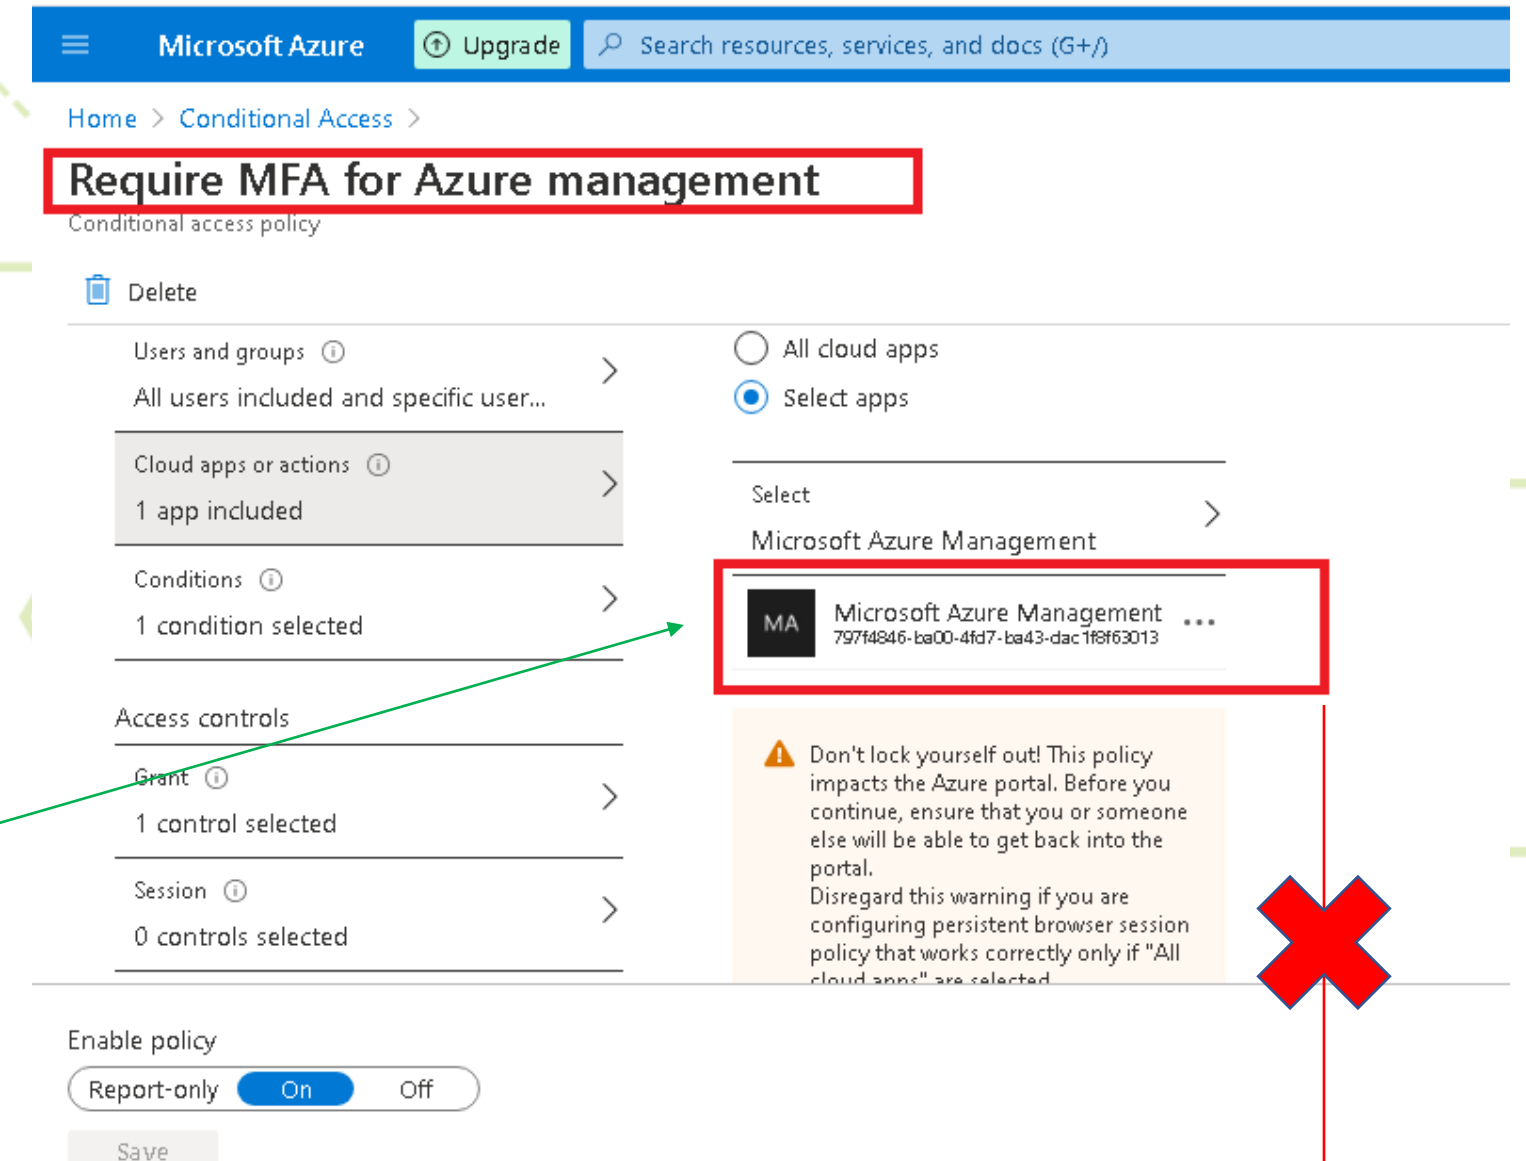 Microsoft Azure
Upgrade
Search resources, services, and docs (G+/)
Home > Conditional Access >
Require MFA for Azure management
Conditional access policy
Delete
Users and groups
All users included and specific user...
Cloud apps or actions
1 app included
Conditions
1 condition selected
Access controls
Grant
1 control selected
Session
0 controls selected
All cloud apps
Select apps
Select
Microsoft Azure Management
MA
Microsoft Azure Management
797f4846-ba00-4fd7-ba43-dac1f8f63013
Don't lock yourself out! This policy
impacts the Azure portal. Before you
continue, ensure that you or someone
else will be able to get back into the
portal.
Disregard this warning if you are
configuring persistent browser session
policy that works correctly only if "All
cloud apps" are selected
Enable policy
Report-only On Off
Save